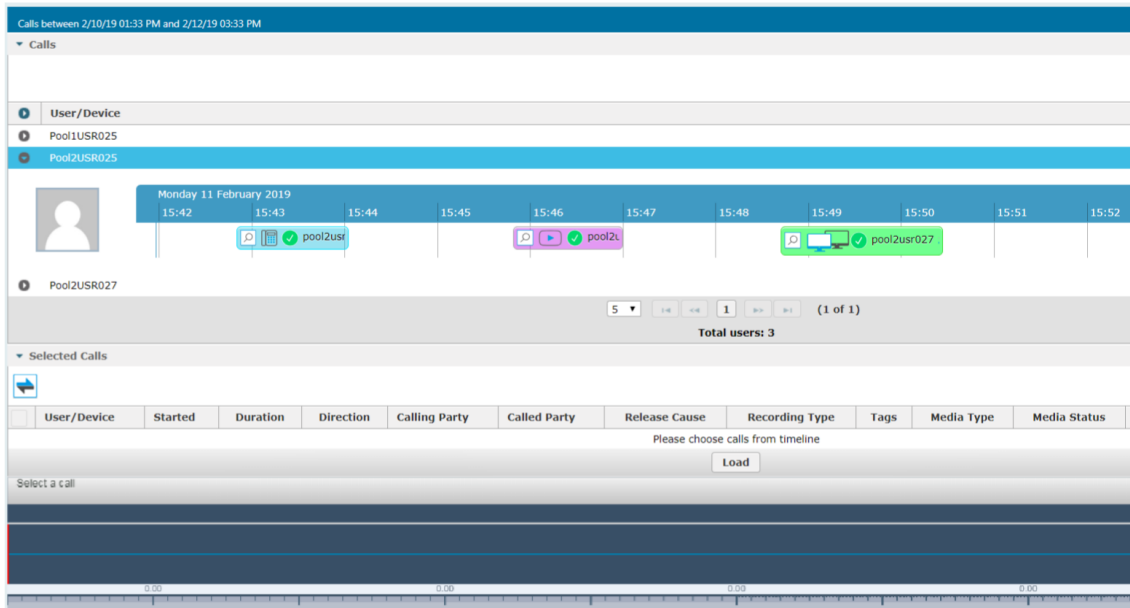 Calls between 2/10/19 01:33 PM and 2/12/19 03:33 PM
Calls
User/Device
Pool1USR025
Pool2USR025
Monday 11 February 2019
15:42 15:43 15:44 15:45 15:46 15:47 15:48 15:49 15:50 15:51 15:52
pool2usr pool2u pool2usr027
Pool2USR027
5 1 (1 of 1)
Total users: 3
Selected Calls
User/Device Started Duration Direction Calling Party Called Party Release Cause Recording Type Tags Media Type Media Status
Please choose calls from timeline
Load
Select a call
0.00 0.00 0.00 0.00